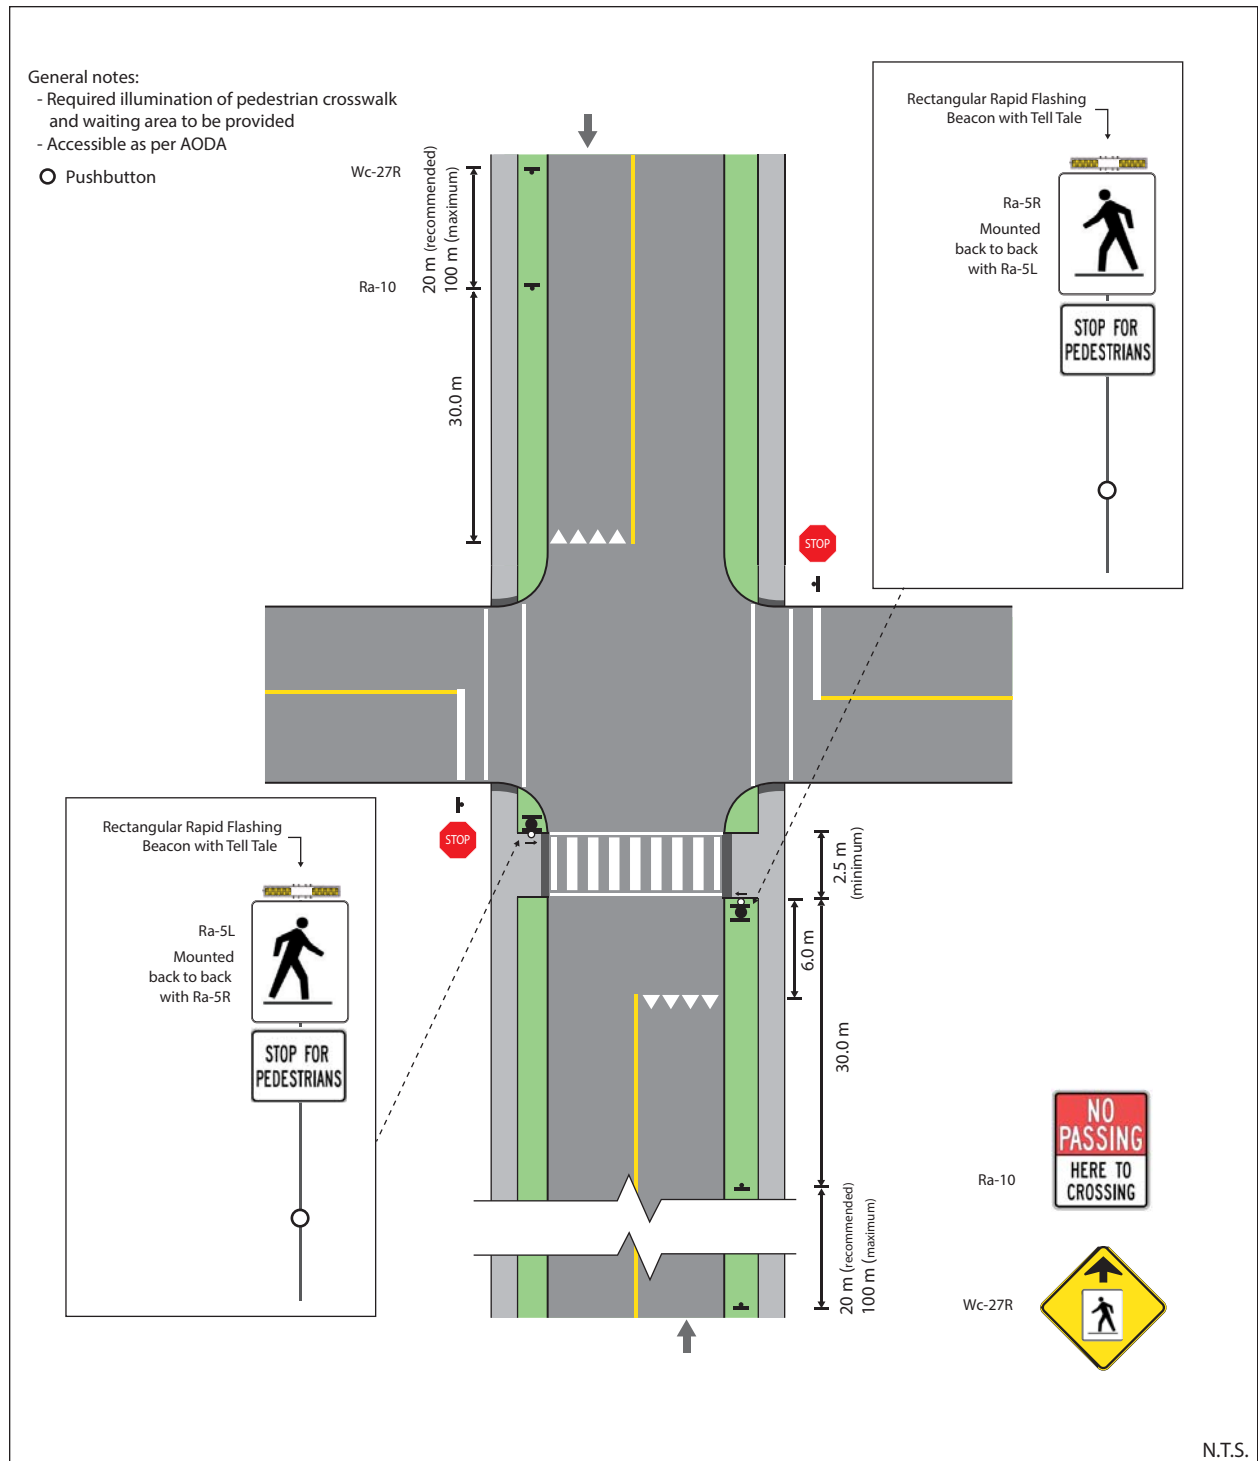 General notes:
- Required illumination of pedestrian crosswalk
and waiting area to be provided
- Accessible as per AODA
Pushbutton
Wc-27R
20 m (recommended)
100 m (maximum)
Ra-10
30.0 m
Rectangular Rapid Flashing
Beacon with Tell Tale
Ra-5R
Mounted
back to back
with Ra-5L
STOP FOR
PEDESTRIANS
STOP
STOP
Rectangular Rapid Flashing
Beacon with Tell Tale
Ra-5L
Mounted
back to back
with Ra-5R
STOP FOR
PEDESTRIANS
2.5 m
(minimum)
6.0 m
30.0 m
20 m (recommended)
100 m (maximum)
Ra-10
NO
PASSING
HERE TO
CROSSING
Wc-27R
N.T.S.